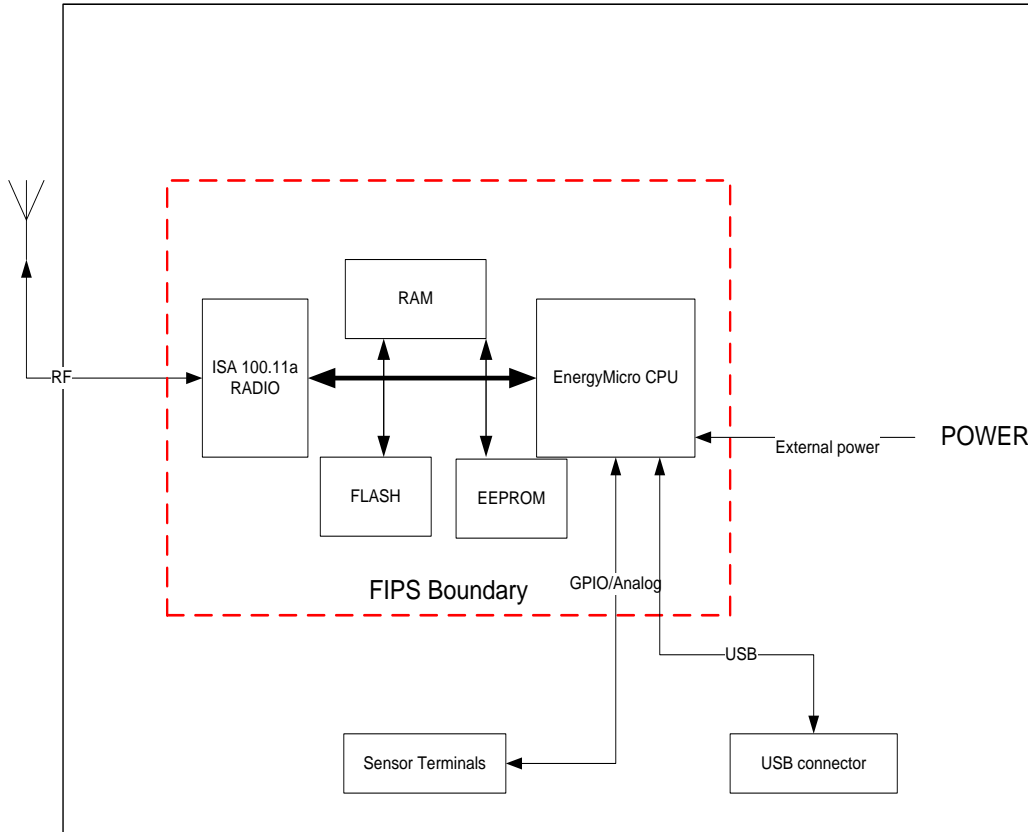 RAM
ISA 100.11a
RADIO
EnergyMicro CPU
RF
External power
POWER
FLASH
EEPROM
FIPS Boundary
GPIO/Analog
USB
Sensor Terminals
USB connector